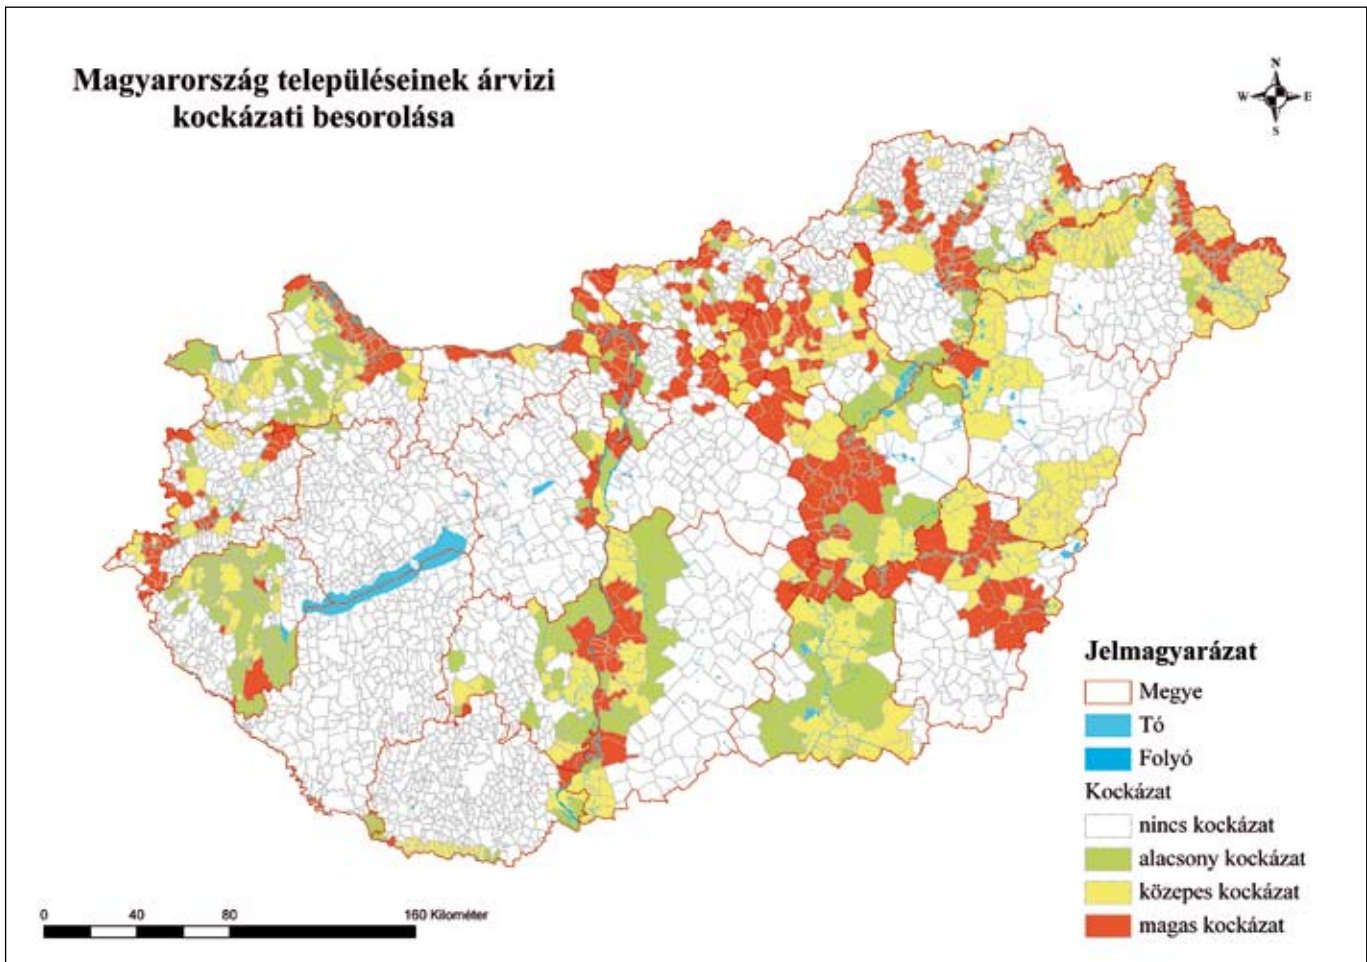 Magyarország településeinek árvizi
kockázati besorolása
N
W E
S
Jelmagyarázat
Megye
Tó
Folyó
Kockázat
nincs kockázat
alacsony kockázat
közepes kockázat
magas kockázat
0 40 80 160 Kilométer